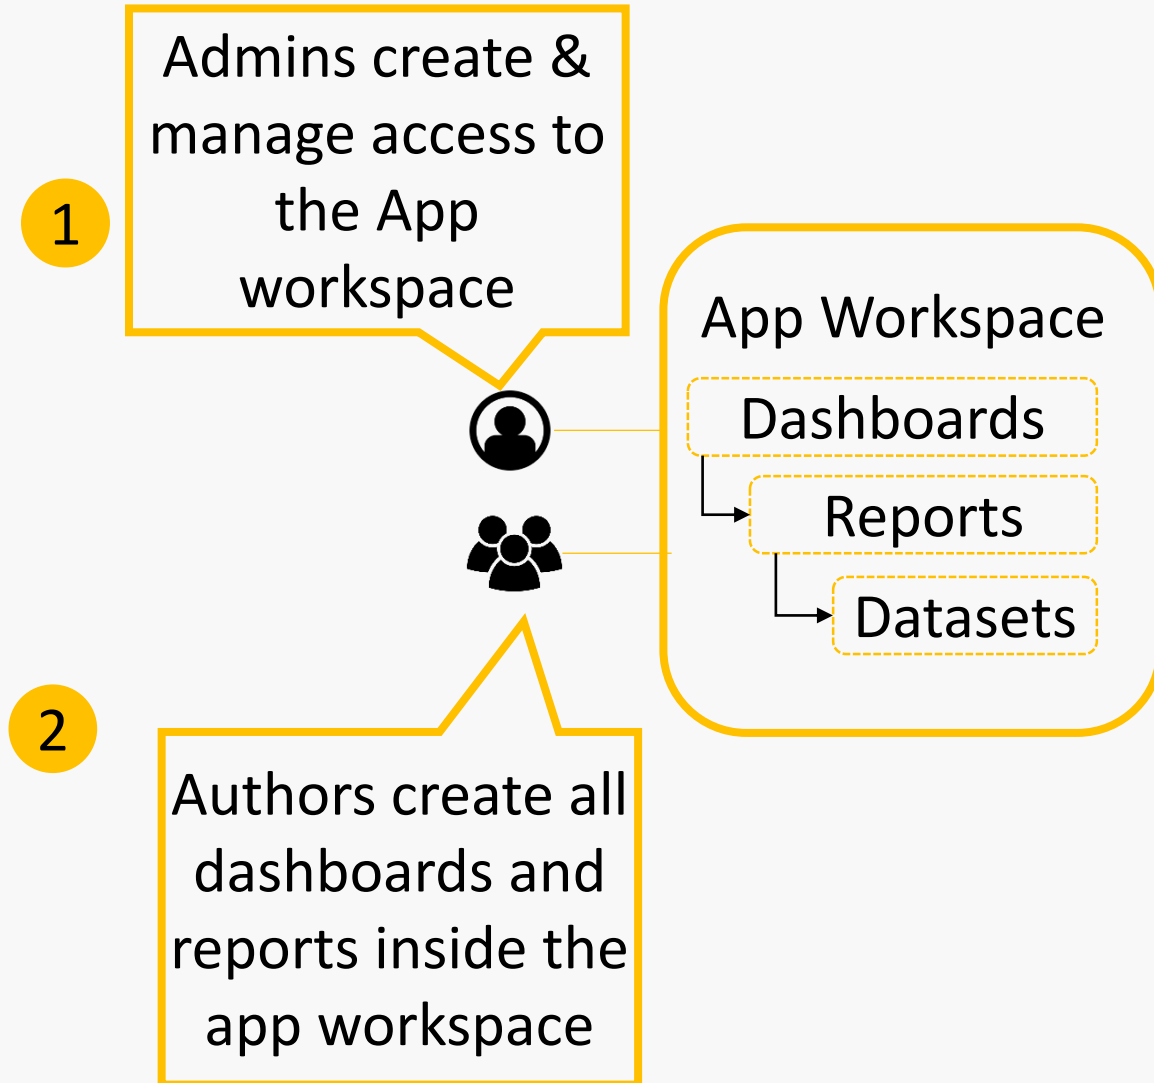 1
Admins create &
manage access to
the App
workspace
App Workspace
Dashboards
Reports
Datasets
2
Authors create all
dashboards and
reports inside the
app workspace